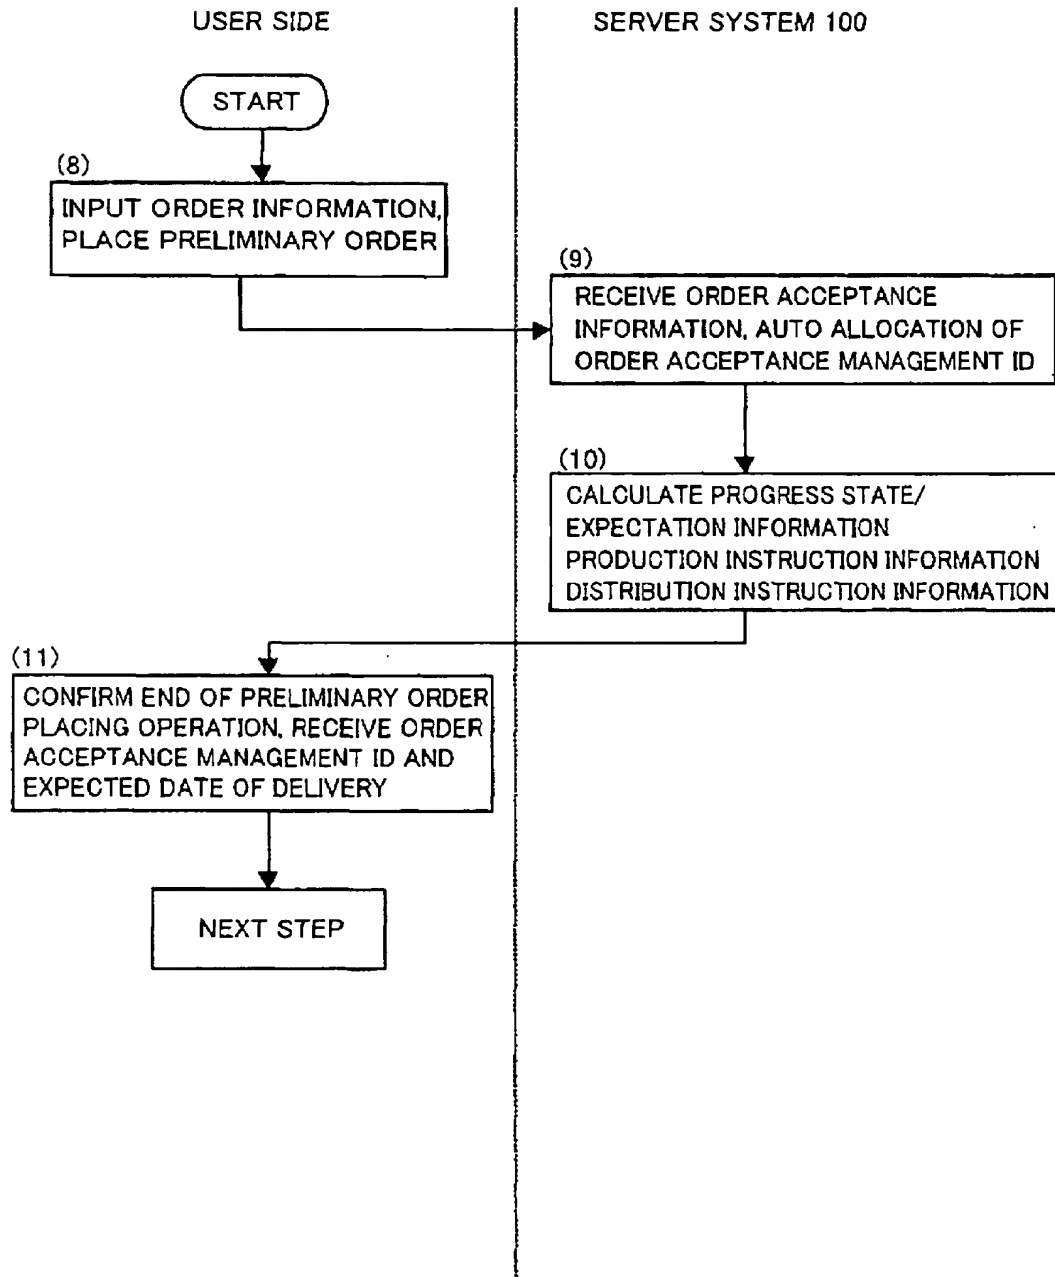 USER SIDE
SERVER SYSTEM 100
START
(8)
INPUT ORDER INFORMATION,
PLACE PRELIMINARY ORDER
(9)
RECEIVE ORDER ACCEPTANCE
INFORMATION, AUTO ALLOCATION OF
ORDER ACCEPTANCE MANAGEMENT ID
(10)
CALCULATE PROGRESS STATE/
EXPECTATION INFORMATION
PRODUCTION INSTRUCTION INFORMATION
DISTRIBUTION INSTRUCTION INFORMATION
(11)
CONFIRM END OF PRELIMINARY ORDER
PLACING OPERATION, RECEIVE ORDER
ACCEPTANCE MANAGEMENT ID AND
EXPECTED DATE OF DELIVERY
NEXT STEP